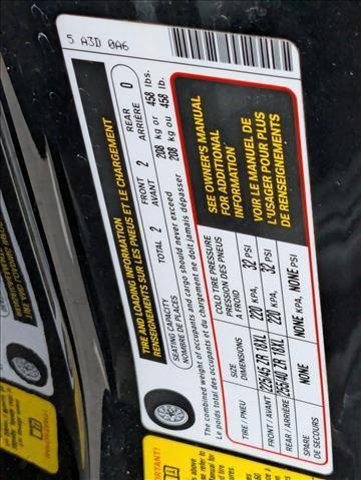 5 A3D 0A6
TIRE AND LOADING INFORMATION
RENSEIGNEMENTS SUR LES PNEUS ET LE CHARGEMENT
SEATING CAPACITY
NOMBRE DE PLACES
TOTAL 2
FRONT
AVANT 2
REAR
ARRIÈRE 0
The combined weight of occupants and cargo should never exceed 208 kg or 458 lbs.
Le poids total des occupants et du chargement ne doit jamais dépasser 208 kg ou 458 lb.
TIRE / PNEU
SIZE
DIMENSIONS
COLD TIRE PRESSURE
PRESSION DES PNEUS
A FROID
FRONT / AVANT 225/45 ZR 18XL 220 KPA, 32 PSI
REAR / ARRIÈRE 255/40 ZR 18XL 220 KPA, 32 PSI
SPARE
DE SECOURS NONE NONE KPA, NONE PSI
SEE OWNER'S MANUAL
FOR ADDITIONAL
INFORMATION
VOIR LE MANUEL DE
L'USAGER POUR PLUS
DE RENSEIGNEMENTS